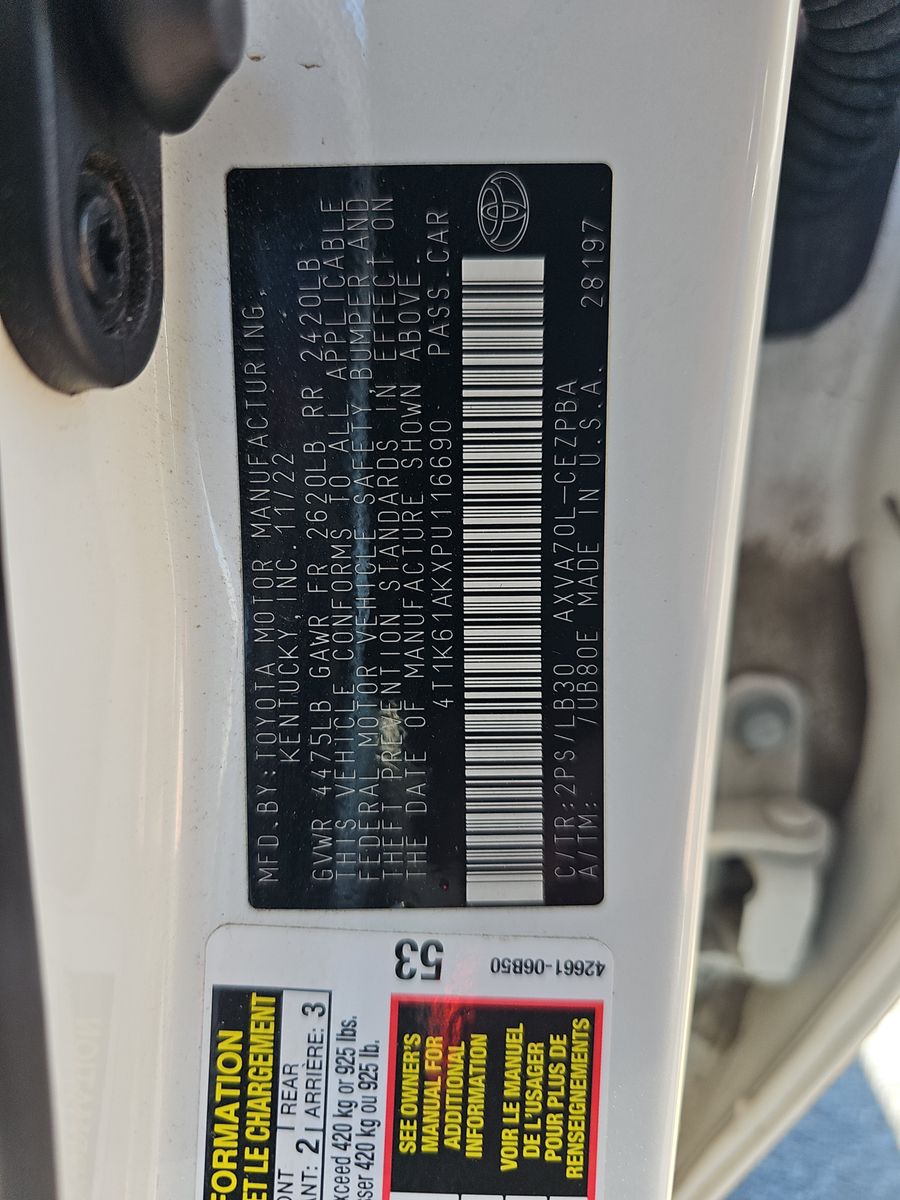 MFD.BY:TOYOTA MOTOR MANUFACTURING,
KENTUCKY, INC. 11/22
GVWR 4475LB GAWR FR 2620LB RR 2420LB
THIS VEHICLE CONFORMS TO ALL APPLICABLE
FEDERAL MOTOR VEHICLE SAFETY, BUMPER, AND
THEFT PREVENTION STANDARDS IN EFFECT ON
THE DATE OF MANUFACTURE SHOWN ABOVE.
4T1K61AKXPU116690 PASS.CAR
C/TR:2PS/LB30 AXVA70L-CEZPBA
A/TM: 7UB80E MADE IN U.S.A. 28197
53
42661-06B50
FORMATION
ET LE CHARGEMENT
ONT
2
REAR
ANT:
ARRIÈRE: 3
xceed 420 kg or 925 lbs.
sser 420 kg ou 925 lb.
SEE OWNER'S
MANUAL FOR
ADDITIONAL
INFORMATION
VOIR LE MANUEL
DE L'USAGER
POUR PLUS DE
RENSEIGNEMENTS